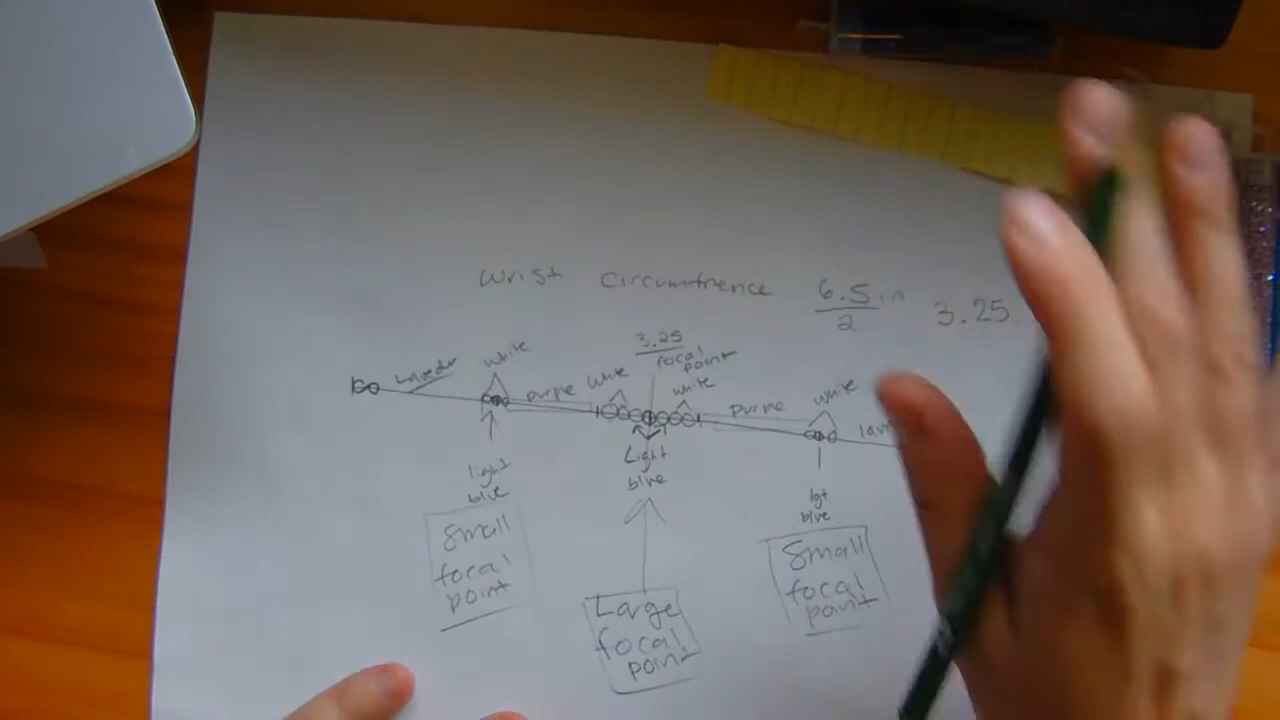 wrist circumfrence 6.5 in 3.25
2
3.25
focal
point
Lavender white purple white white purple white lav
Light
blue
light
blue
lgt
blue
Small
focal
point
Large
focal
point
Small
focal
point